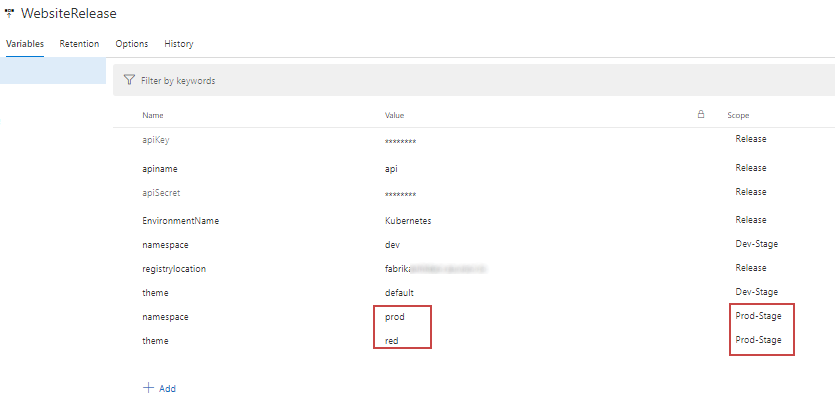 WebsiteRelease
Variables Retention Options History
Filter by keywords
Name Value Scope
apiKey ******** Release
apiname api Release
apiSecret ******** Release
EnvironmentName Kubernetes Release
namespace dev Dev-Stage
registrylocation fabrika Release
theme default Dev-Stage
namespace prod Prod-Stage
theme red Prod-Stage
+ Add